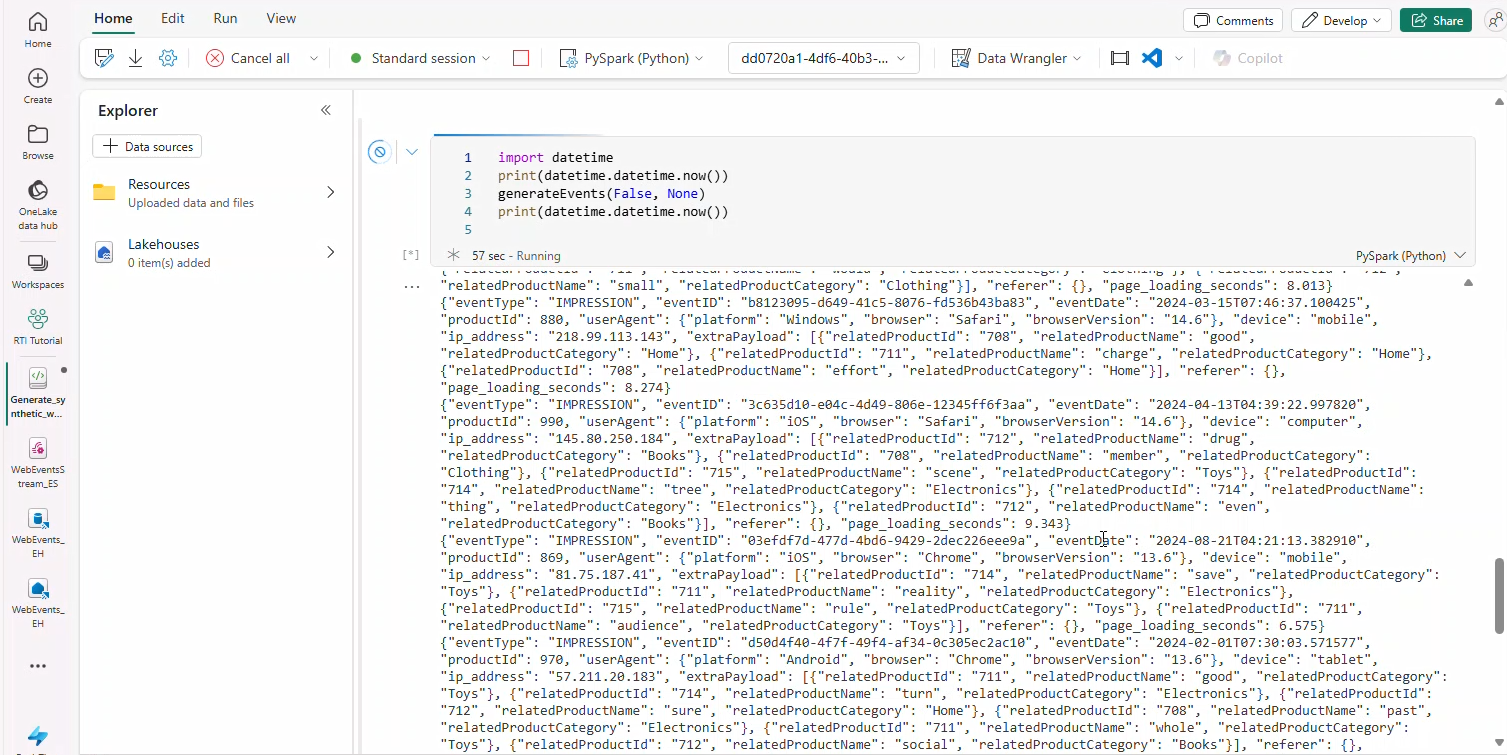 Home
Edit
Run
View
Comments
Develop
Share
Cancel all
Standard session
PySpark (Python)
dd0720a1-4df6-40b3-...
Data Wrangler
Copilot
Home
Create
Browse
OneLake
data hub
Workspaces
RTI Tutorial
Generate_sy
nthetic_w...
WebEventsS
tream_ES
WebEvents_
EH
WebEvents_
EH
...
Explorer
Data sources
Resources
Uploaded data and files
Lakehouses
0 item(s) added
1 import datetime
2 print(datetime.datetime.now())
3 generateEvents(False, None)
4 print(datetime.datetime.now())
5
[*]
57 sec - Running
PySpark (Python)
...
"relatedProductName": "small", "relatedProductCategory": "Clothing"}], "referer": {}, "page_loading_seconds": 8.013}
{"eventType": "IMPRESSION", "eventID": "b8123095-d649-41c5-8076-fd536b43ba83", "eventDate": "2024-03-15T07:46:37.100425",
"productId": 880, "userAgent": {"platform": "Windows", "browser": "Safari", "browserVersion": "14.6"}, "device": "mobile",
"ip_address": "218.99.113.143", "extraPayload": [{"relatedProductId": "708", "relatedProductName": "good",
"relatedProductCategory": "Home"}, {"relatedProductId": "711", "relatedProductName": "charge", "relatedProductCategory": "Home"},
{"relatedProductId": "708", "relatedProductName": "effort", "relatedProductCategory": "Home"}], "referer": {},
"page_loading_seconds": 8.274}
{"eventType": "IMPRESSION", "eventID": "3c635d10-e04c-4d49-806e-12345ff6f3aa", "eventDate": "2024-04-13T04:39:22.997820",
"productId": 990, "userAgent": {"platform": "iOS", "browser": "Safari", "browserVersion": "14.6"}, "device": "computer",
"ip_address": "145.80.250.184", "extraPayload": [{"relatedProductId": "712", "relatedProductName": "drug",
"relatedProductCategory": "Books"}, {"relatedProductId": "708", "relatedProductName": "member", "relatedProductCategory":
"Clothing"}, {"relatedProductId": "715", "relatedProductName": "scene", "relatedProductCategory": "Toys"}, {"relatedProductId":
"714", "relatedProductName": "tree", "relatedProductCategory": "Electronics"}, {"relatedProductId": "714", "relatedProductName":
"thing", "relatedProductCategory": "Electronics"}, {"relatedProductId": "712", "relatedProductName": "even",
"relatedProductCategory": "Books"}], "referer": {}, "page_loading_seconds": 9.343}
{"eventType": "IMPRESSION", "eventID": "03efdf7d-477d-4bd6-9429-2dec226eee9a", "eventDate": "2024-08-21T04:21:13.382910",
"productId": 869, "userAgent": {"platform": "iOS", "browser": "Chrome", "browserVersion": "13.6"}, "device": "mobile",
"ip_address": "81.75.187.41", "extraPayload": [{"relatedProductId": "714", "relatedProductName": "save", "relatedProductCategory":
"Toys"}, {"relatedProductId": "711", "relatedProductName": "reality", "relatedProductCategory": "Electronics"},
{"relatedProductId": "715", "relatedProductName": "rule", "relatedProductCategory": "Toys"}, {"relatedProductId": "711",
"relatedProductName": "audience", "relatedProductCategory": "Toys"}], "referer": {}, "page_loading_seconds": 6.575}
{"eventType": "IMPRESSION", "eventID": "d50d4f40-4f7f-49f4-af34-0c305ec2ac10", "eventDate": "2024-02-01T07:30:03.571577",
"productId": 970, "userAgent": {"platform": "Android", "browser": "Chrome", "browserVersion": "13.6"}, "device": "tablet",
"ip_address": "57.211.20.183", "extraPayload": [{"relatedProductId": "711", "relatedProductName": "good", "relatedProductCategory":
"Toys"}, {"relatedProductId": "714", "relatedProductName": "turn", "relatedProductCategory": "Electronics"}, {"relatedProductId":
"712", "relatedProductName": "sure", "relatedProductCategory": "Home"}, {"relatedProductId": "708", "relatedProductName": "past",
"relatedProductCategory": "Electronics"}, {"relatedProductId": "711", "relatedProductName": "whole", "relatedProductCategory":
"Toys"}, {"relatedProductId": "712", "relatedProductName": "social", "relatedProductCategory": "Books"}], "referer": {},